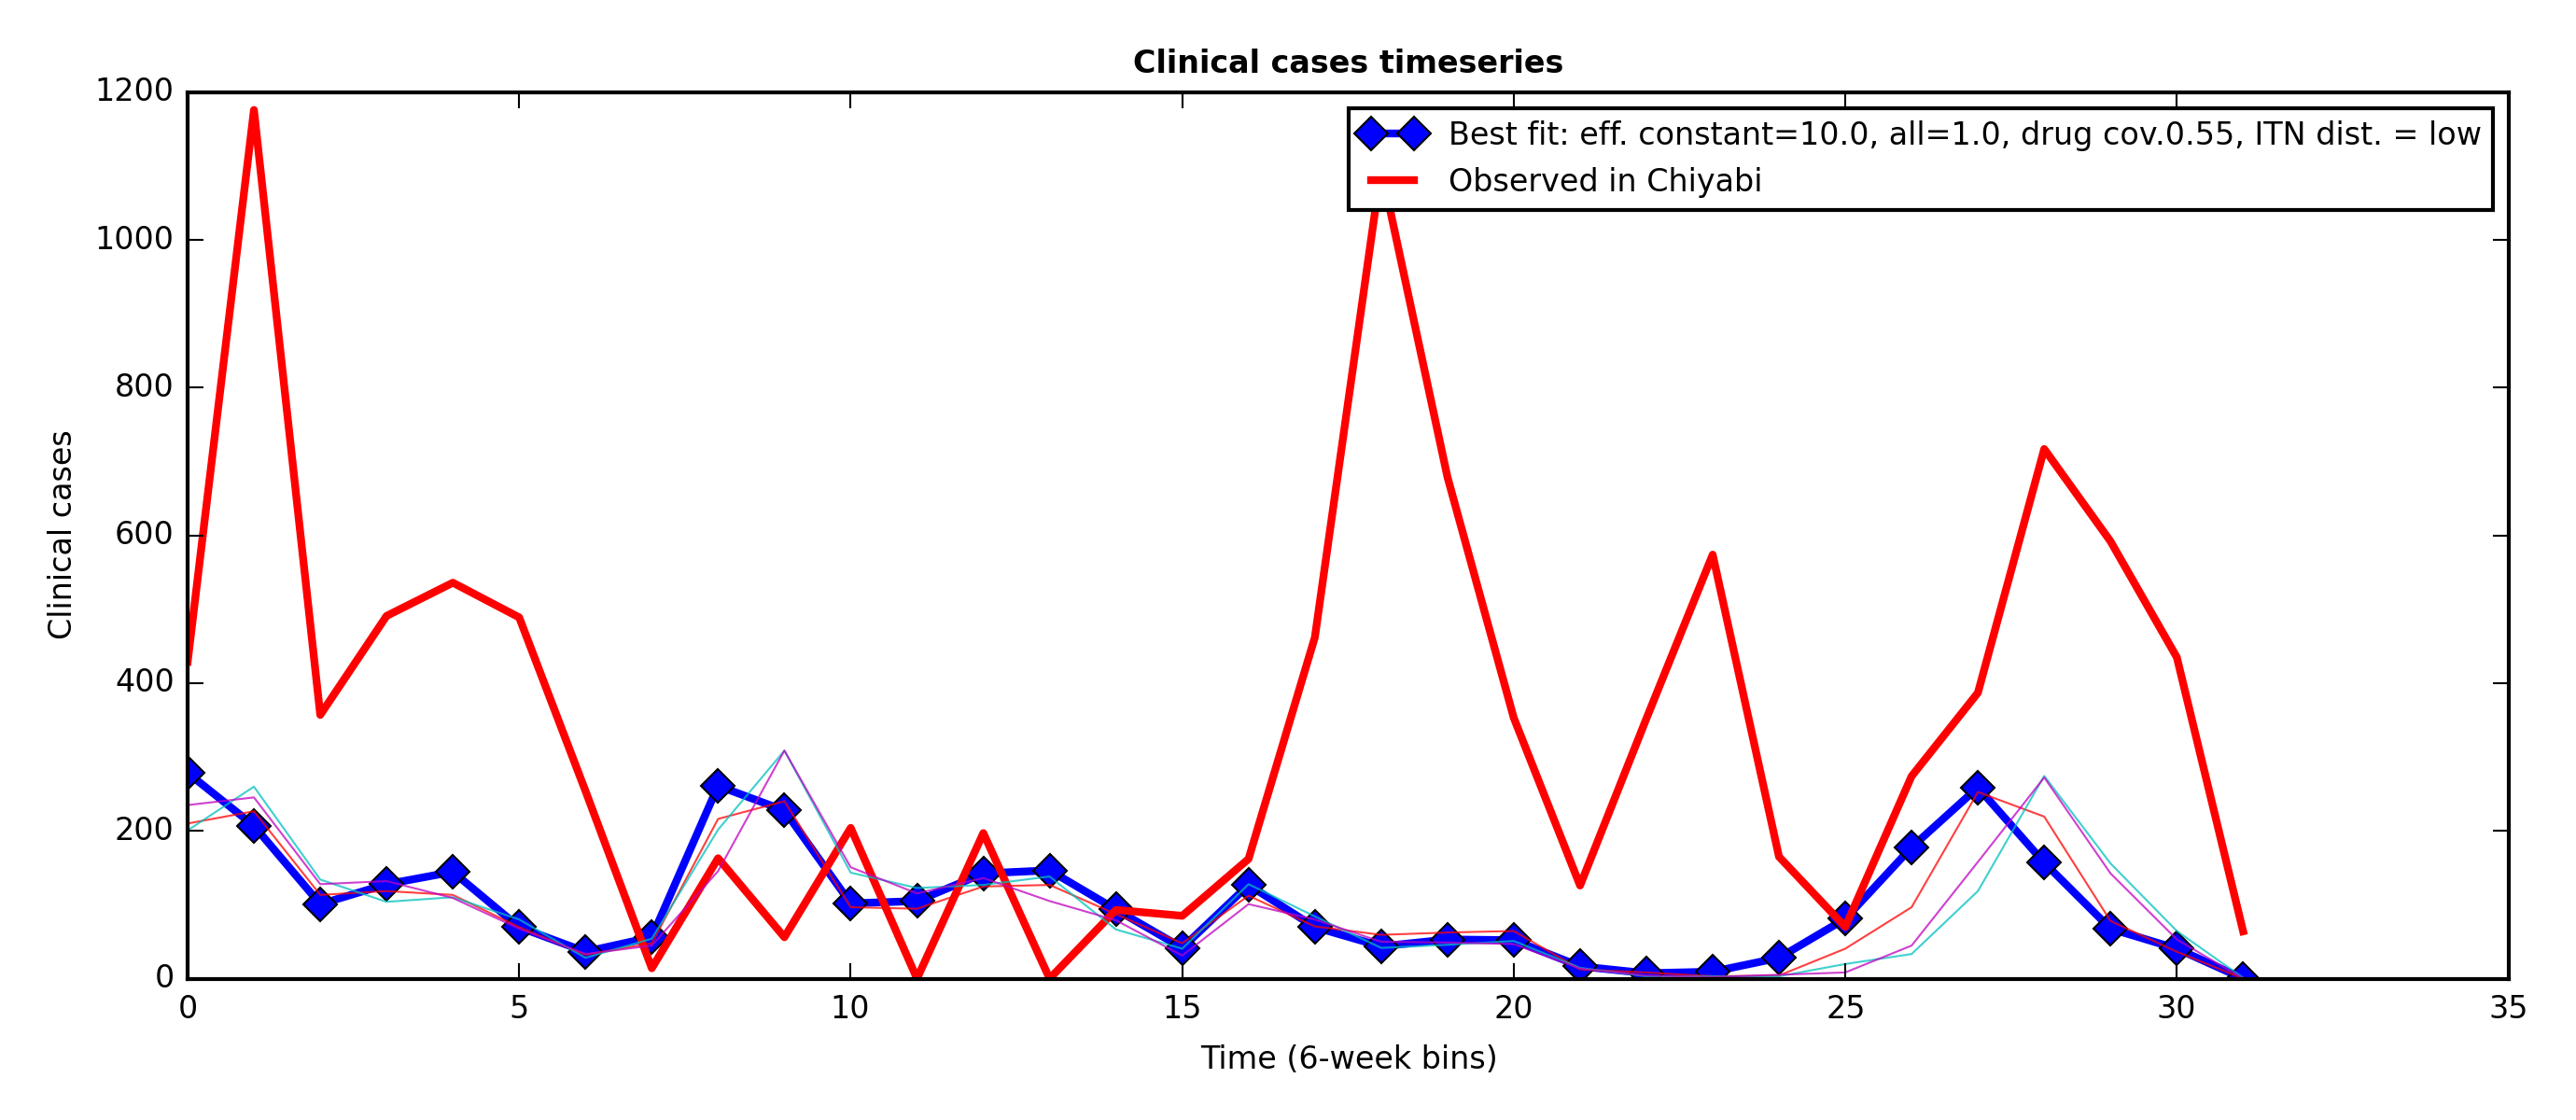 Clinical cases timeseries
1200
1000
800
600
400
200
0
Clinical cases
Best fit: eff. constant=10.0, all=1.0, drug cov.0.55, ITN dist. = low
Observed in Chiyabi
0 5 10 15 20 25 30 35
Time (6-week bins)